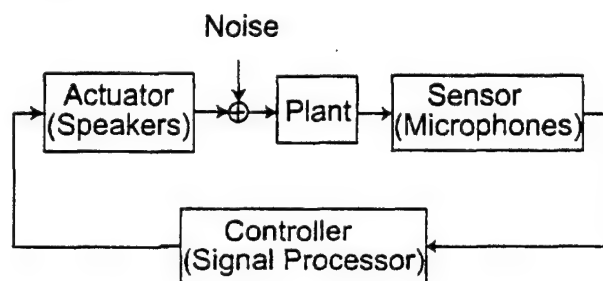 Noise
Actuator
(Speakers)
Plant
Sensor
(Microphones)
Controller
(Signal Processor)